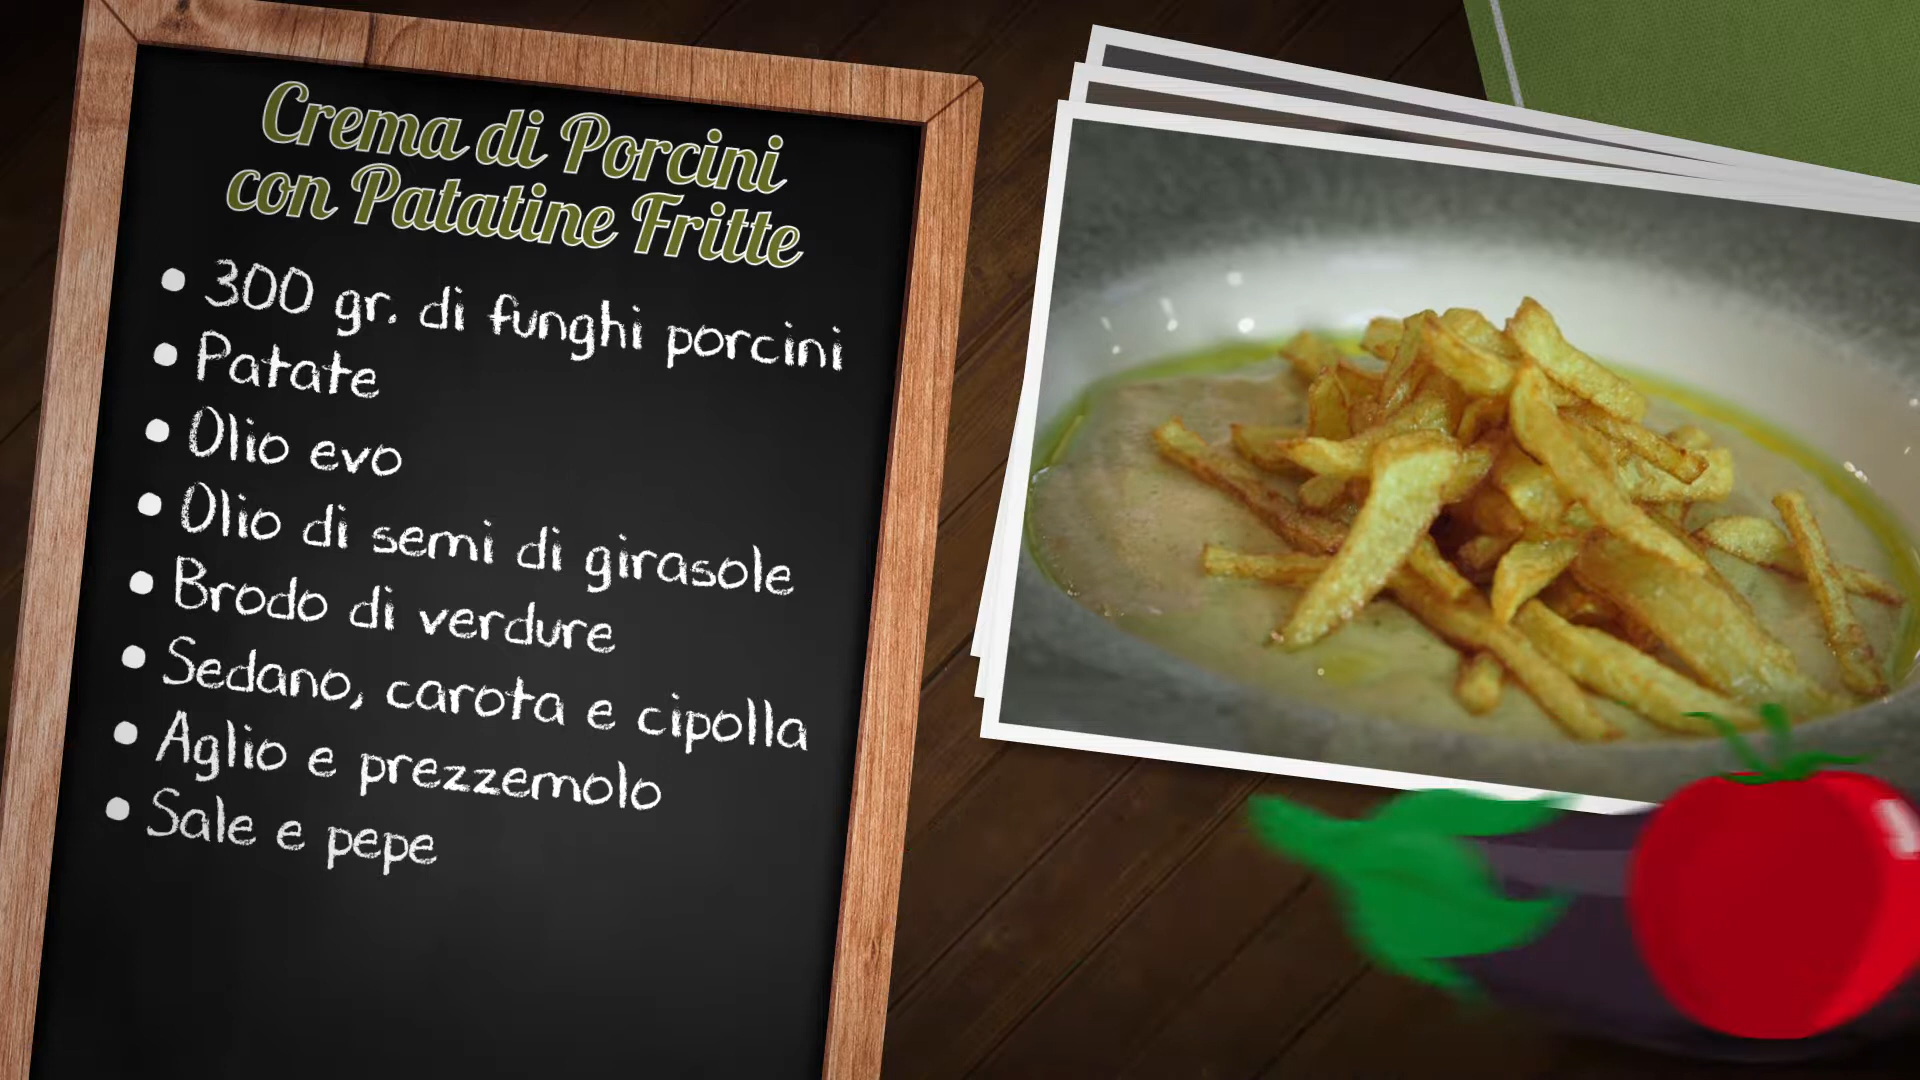 Crema di Porcini
con Patatine Fritte
• 300 gr. di funghi porcini
• Patate
• Olio evo
• Olio di semi di girasole
• Brodo di verdure
• Sedano, carota e cipolla
• Aglio e prezzemolo
• Sale e pepe